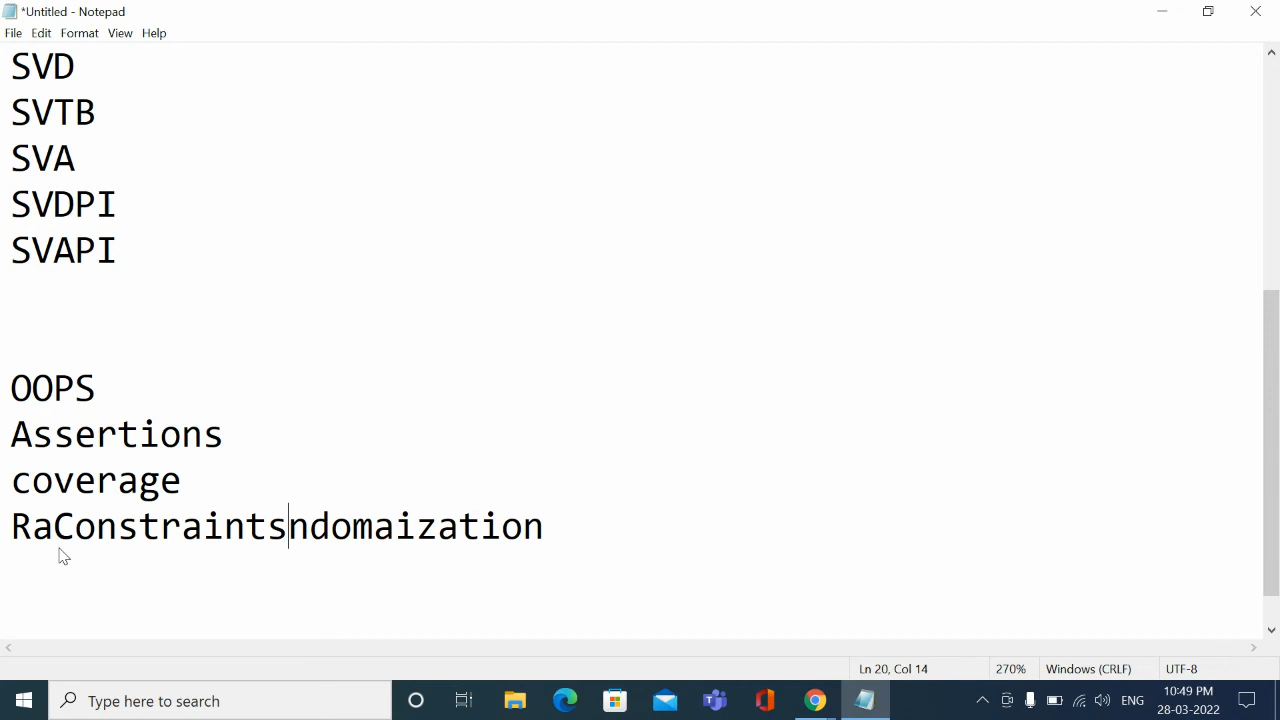 *Untitled - Notepad
File Edit Format View Help
SVD
SVTB
SVA
SVDPI
SVAPI
OOPS
Assertions
coverage
RaConstraintsndomaization
Ln 20, Col 14 270% Windows (CRLF) UTF-8
Type here to search
ENG
10:49 PM
28-03-2022